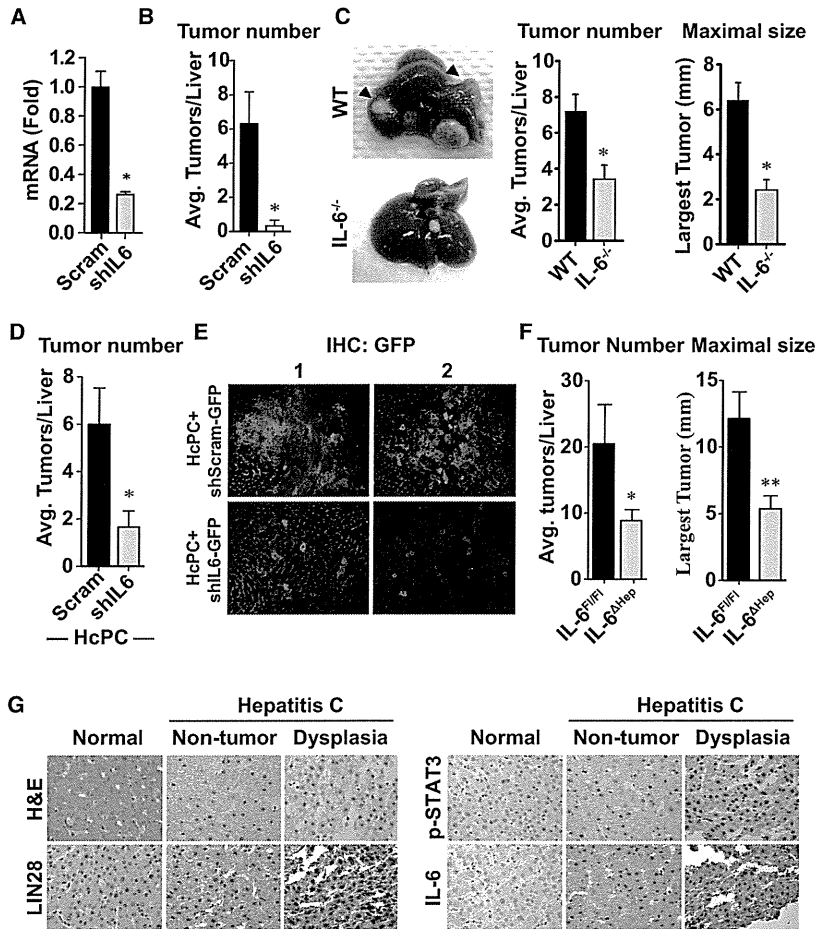 A
mRNA (Fold)
1.2
1.0
0.8
0.6
0.4
0.2
0.0
*
Scram
shIL6
B
Tumor number
Avg. Tumors/Liver
10
8
6
4
2
0
*
Scram
shIL6
C
WT
IL-6-/-
Tumor number
Avg. Tumors/Liver
10
8
6
4
2
0
*
WT
IL-6-/-
Maximal size
Largest Tumor (mm)
8
6
4
2
0
*
WT
IL-6-/-
D
Tumor number
Avg. Tumors/Liver
8
6
4
2
0
*
Scram
shIL6
HcPC
E
IHC: GFP
1
2
HcPC+
shScram-GFP
HcPC+
shIL6-GFP
F
Tumor Number
Avg. tumors/Liver
30
20
10
0
*
IL-6Fl/Fl
IL-6ΔHep
Maximal size
Largest Tumor (mm)
15
10
5
0
**
IL-6Fl/Fl
IL-6ΔHep
G
Hepatitis C
Normal
Non-tumor
Dysplasia
H&E
LIN28
Hepatitis C
Normal
Non-tumor
Dysplasia
p-STAT3
IL-6